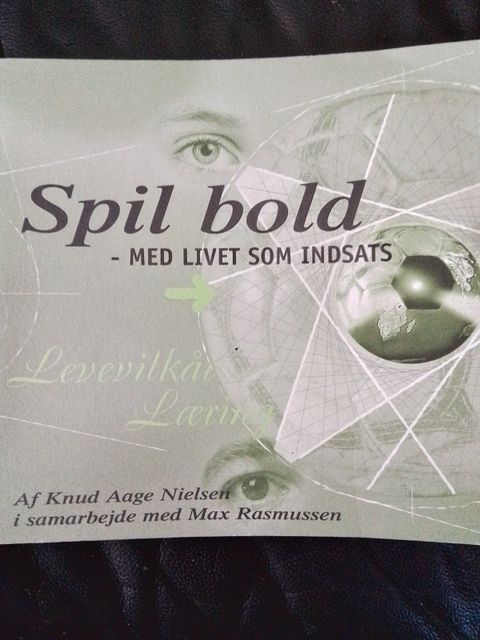 Spil bold
- MED LIVET SOM INDSATS
Levevilkår
Læring
Af Knud Aage Nielsen
i samarbejde med Max Rasmussen